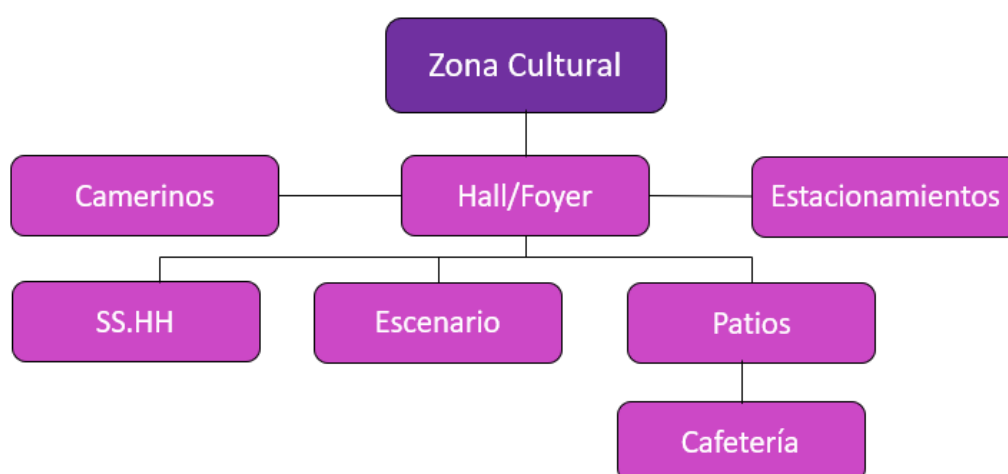 Zona Cultural
Camerinos
Hall/Foyer
Estacionamientos
SS.HH
Escenario
Patios
Cafetería